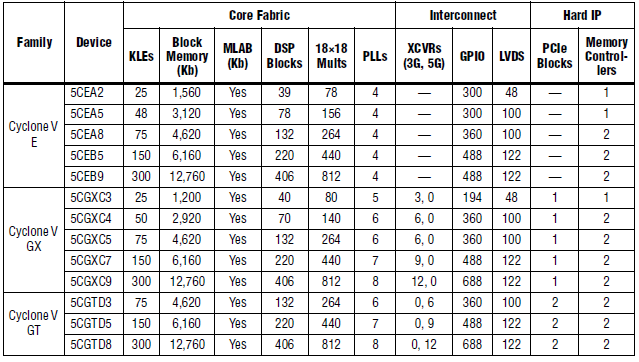 Family Device Core Fabric Interconnect Hard IP
KLEs Block Memory (Kb) MLAB (Kb) DSP Blocks 18×18 Mults PLLs XCVRs (3G, 5G) GPIO LVDS PCIe Blocks Memory Control-lers
Cyclone V E
5CEA2 25 1,560 Yes 39 78 4 — 300 48 — 1
5CEA5 48 3,120 Yes 78 156 4 — 300 100 — 1
5CEA8 75 4,620 Yes 132 264 4 — 360 100 — 2
5CEB5 150 6,160 Yes 220 440 4 — 488 122 — 2
5CEB9 300 12,760 Yes 406 812 4 — 488 122 — 2
Cyclone V GX
5CGXC3 25 1,200 Yes 40 80 5 3, 0 194 48 1 1
5CGXC4 50 2,920 Yes 70 140 6 6, 0 360 100 1 2
5CGXC5 75 4,620 Yes 132 264 6 6, 0 360 100 1 2
5CGXC7 150 6,160 Yes 220 440 7 9, 0 488 122 1 2
5CGXC9 300 12,760 Yes 406 812 8 12, 0 688 122 1 2
Cyclone V GT
5CGTD3 75 4,620 Yes 132 264 6 0, 6 360 100 2 2
5CGTD5 150 6,160 Yes 220 440 7 0, 9 488 122 2 2
5CGTD8 300 12,760 Yes 406 812 8 0, 12 688 122 2 2